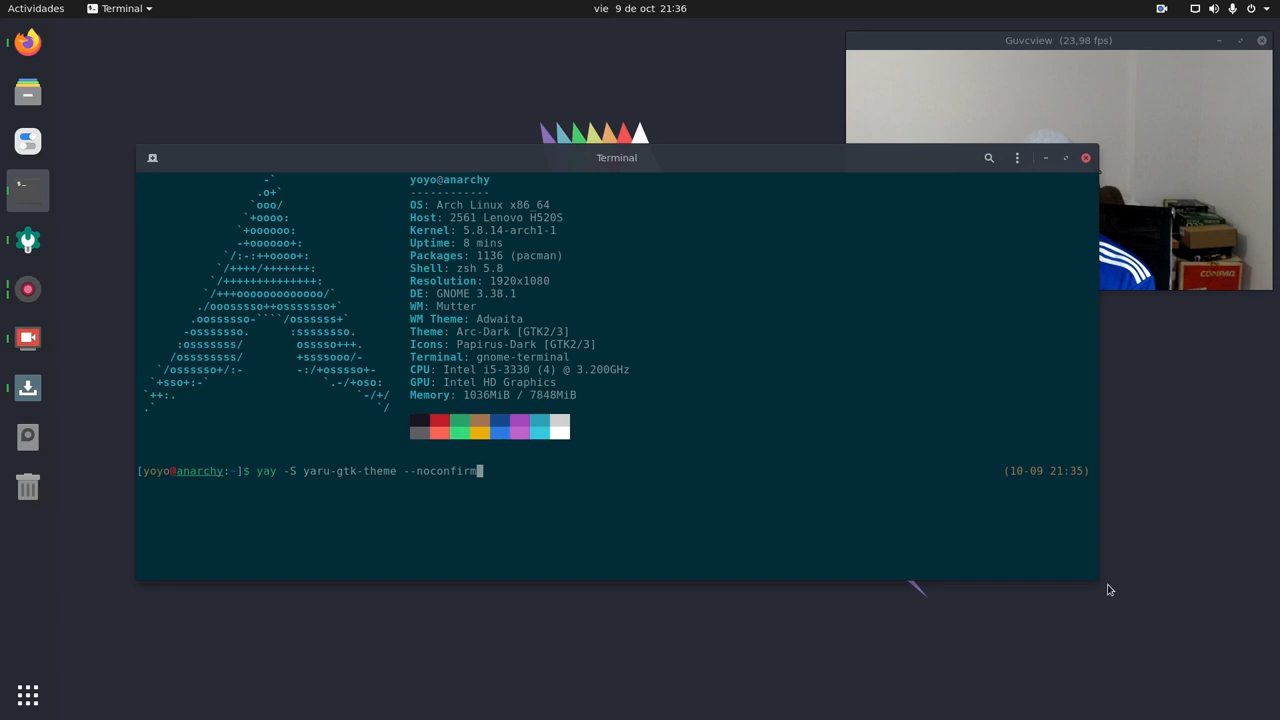 Actividades
Terminal
vie 9 de oct 21:36
Guvcview (23,98 fps)
Terminal
yoyo@anarchy
------------
OS: Arch Linux x86_64
Host: 2561 Lenovo H520S
Kernel: 5.8.14-arch1-1
Uptime: 8 mins
Packages: 1136 (pacman)
Shell: zsh 5.8
Resolution: 1920x1080
DE: GNOME 3.38.1
WM: Mutter
WM Theme: Adwaita
Theme: Arc-Dark [GTK2/3]
Icons: Papirus-Dark [GTK2/3]
Terminal: gnome-terminal
CPU: Intel i5-3330 (4) @ 3.200GHz
GPU: Intel HD Graphics
Memory: 1036MiB / 7848MiB
[yoyo@anarchy:~]$ yay -S yaru-gtk-theme --noconfirm
(10-09 21:35)
COMPAQ